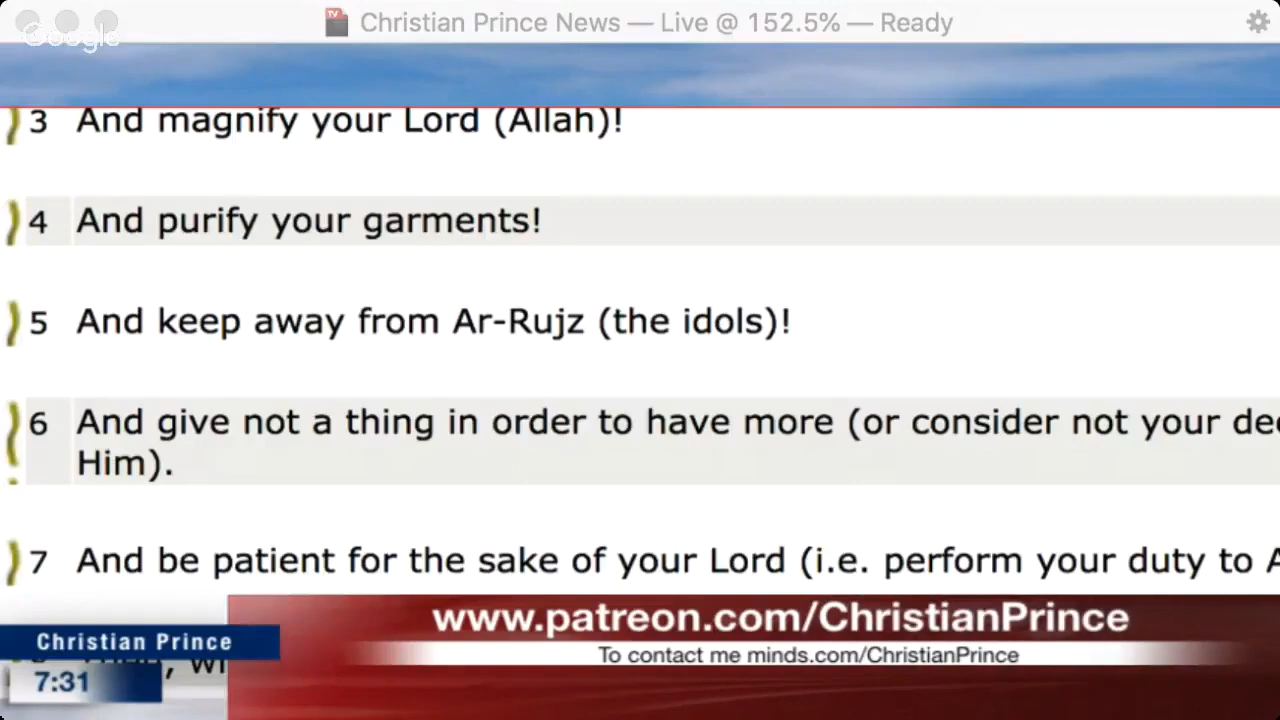 Christian Prince News — Live @ 152.5% — Ready
Google
3 And magnify your Lord (Allah)!
4 And purify your garments!
5 And keep away from Ar-Rujz (the idols)!
6 And give not a thing in order to have more (or consider not your
Him).
7 And be patient for the sake of your Lord (i.e. perform your duty to
www.patreon.com/ChristianPrince
Christian Prince
To contact me minds.com/ChristianPrince
7:31